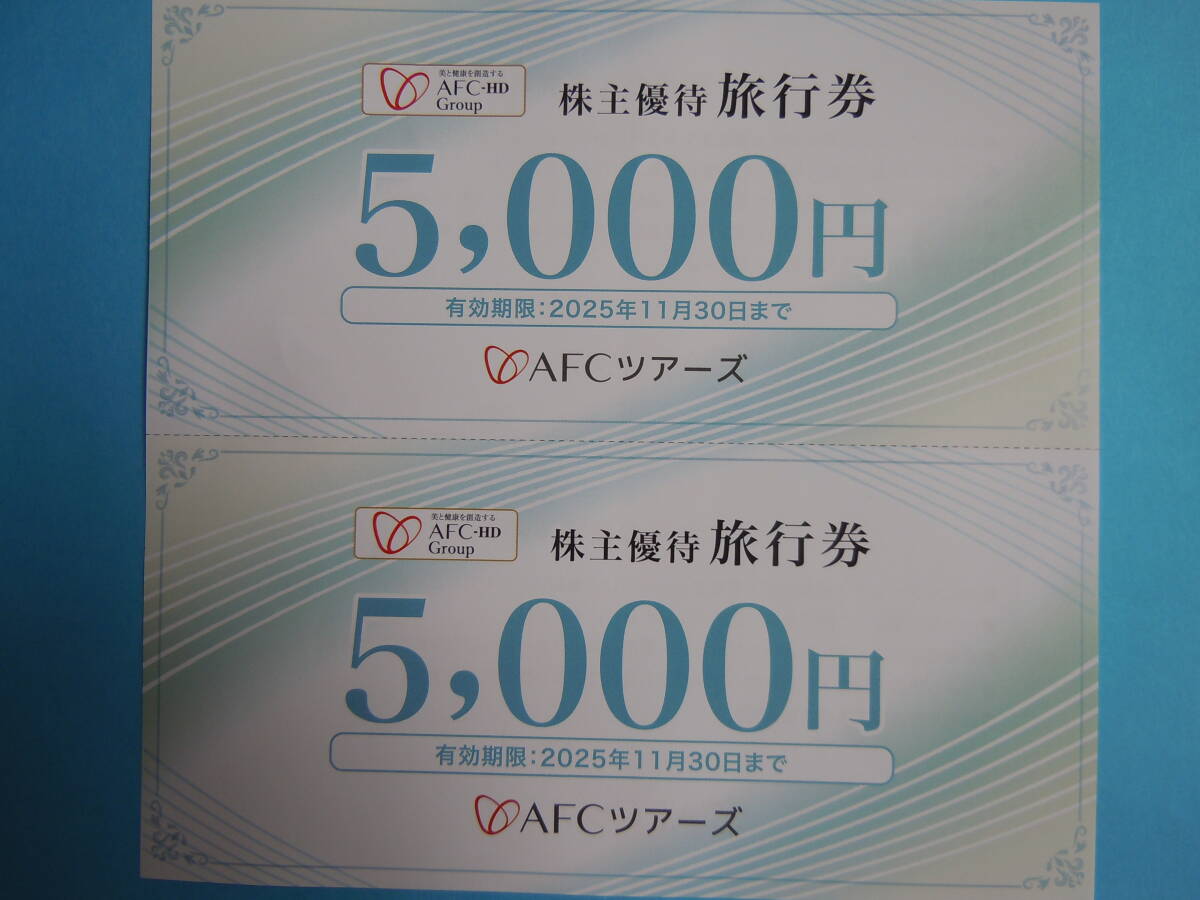 美と健康を創造する
AFC-HD
Group
株主優待 旅行券
5,000円
有効期限：2025年11月30日まで
AFCツアーズ
美と健康を創造する
AFC-HD
Group
株主優待 旅行券
5,000円
有効期限：2025年11月30日まで
AFCツアーズ